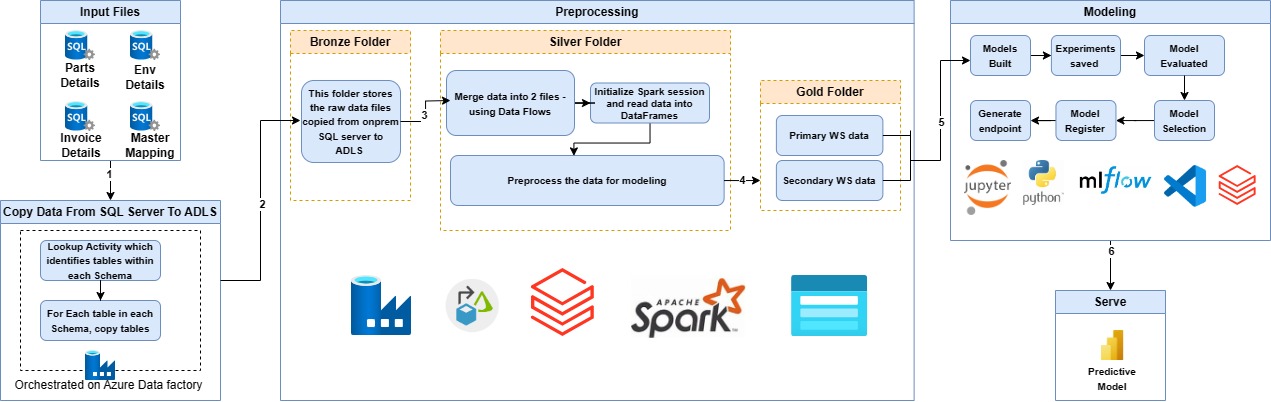 Input Files
SQL
SQL
Parts
Details
Env
Details
SQL
SQL
Invoice
Details
Master
Mapping
1
Copy Data From SQL Server To ADLS
Lookup Activity which
identifies tables within
each Schema
For Each table in each
Schema, copy tables
Orchestrated on Azure Data factory
2
Preprocessing
Bronze Folder
This folder stores
the raw data files
copied from onprem
SQL server to
ADLS
3
Silver Folder
Merge data into 2 files -
using Data Flows
Initialize Spark session
and read data into
DataFrames
Preprocess the data for modeling
4
Gold Folder
Primary WS data
Secondary WS data
APACHE
Spark
5
Modeling
Models
Built
Experiments
saved
Model
Evaluated
Generate
endpoint
Model
Register
Model
Selection
jupyter
python
mlflow
6
Serve
Predictive
Model